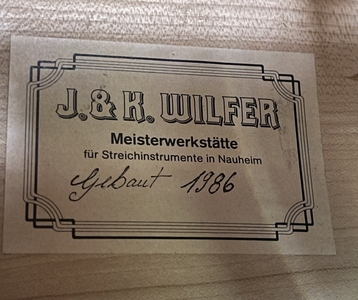 J. & K. WILFER
Meisterwerkstätte
für Streichinstrumente in Nauheim
Gebaut 1986